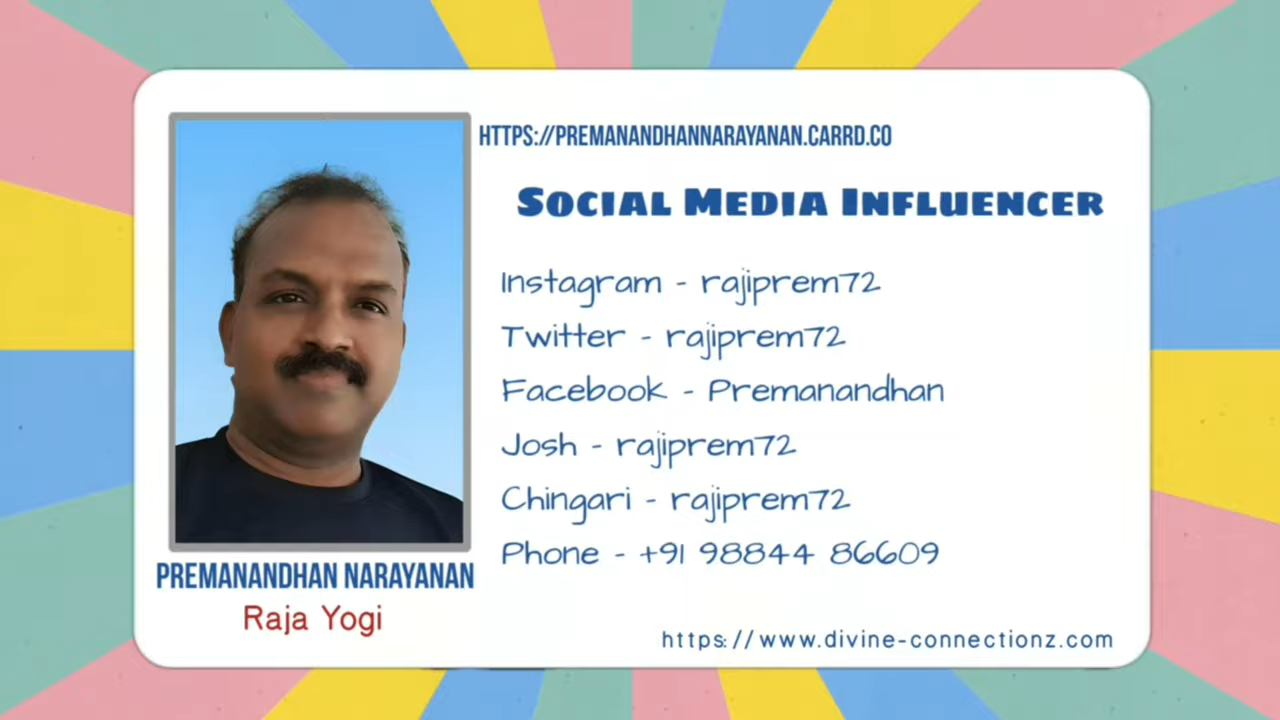 HTTPS://PREMANANDHANNARAYANAN.CARRD.CO
SOCIAL MEDIA INFLUENCER
Instagram - rajiprem72
Twitter - rajiprem72
Facebook - Premanandhan
Josh - rajiprem72
Chingari - rajiprem72
Phone - +91 98844 86609
PREMANANDHAN NARAYANAN
Raja Yogi
https://www.divine-connectionz.com